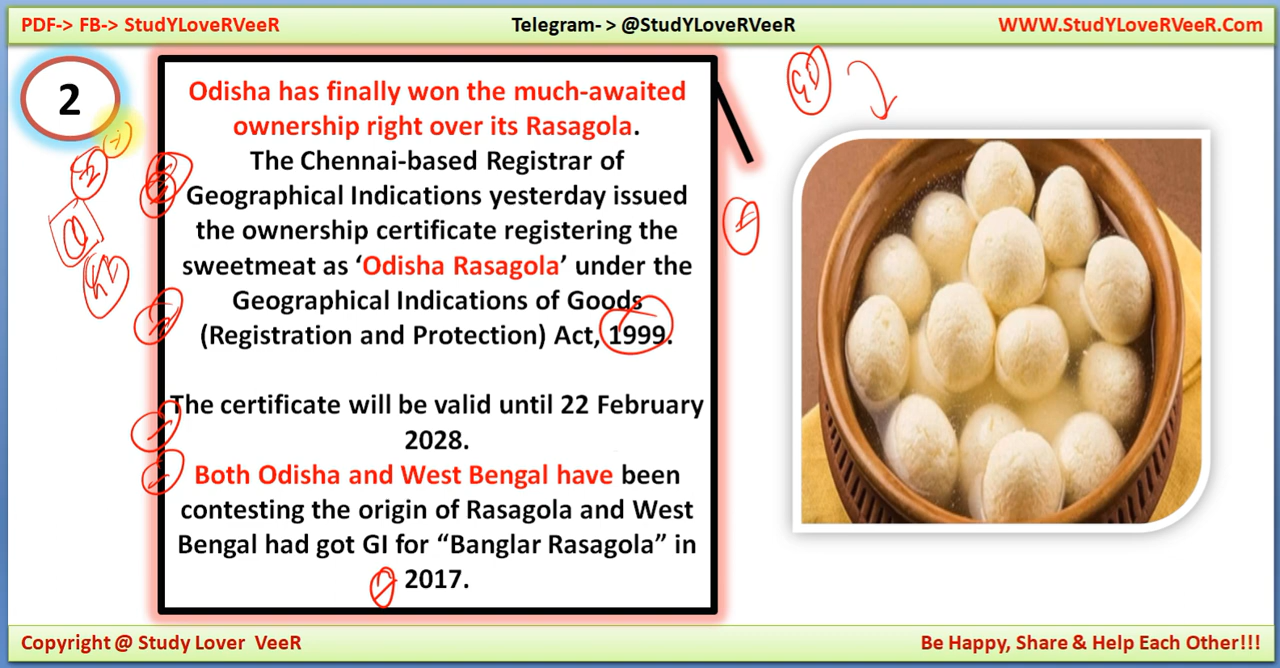 PDF-> FB-> StudYLoveRVeeR
Telegram- > @StudYLoveRVeeR
WWW.StudYLoveRVeeR.Com
2
Odisha has finally won the much-awaited
ownership right over its Rasagola.
The Chennai-based Registrar of
Geographical Indications yesterday issued
the ownership certificate registering the
sweetmeat as ‘Odisha Rasagola’ under the
Geographical Indications of Goods
(Registration and Protection) Act, 1999.
The certificate will be valid until 22 February
2028.
Both Odisha and West Bengal have been
contesting the origin of Rasagola and West
Bengal had got GI for “Banglar Rasagola” in
2017.
Copyright @ Study Lover VeeR
Be Happy, Share & Help Each Other!!!